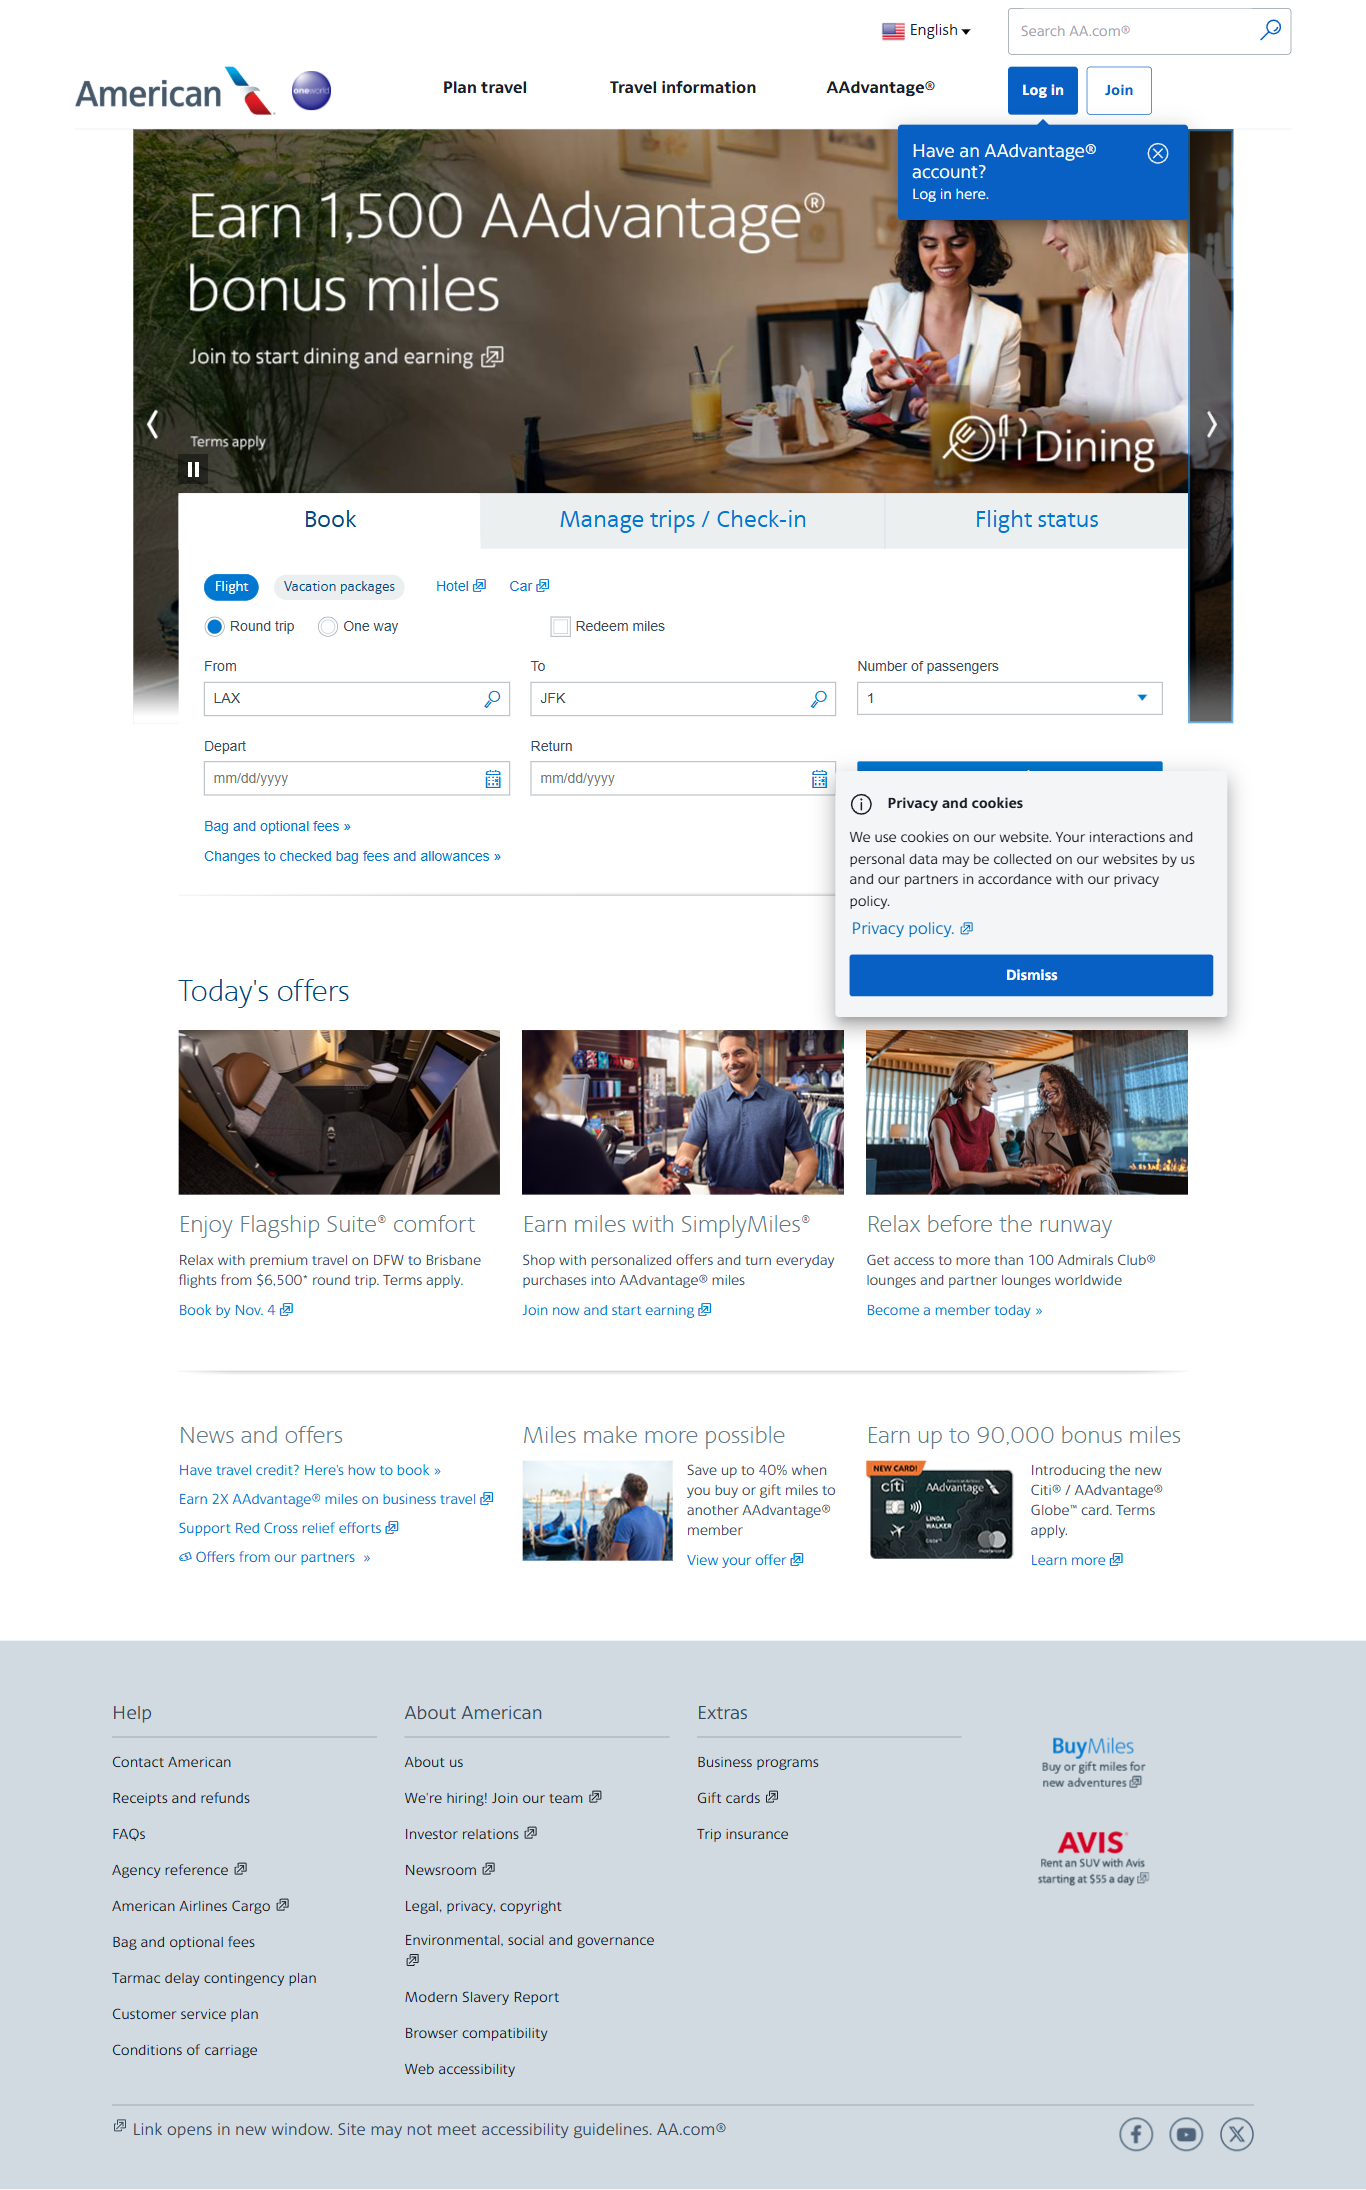 English
Search AA.com®
American
oneworld
Plan travel
Travel information
AAdvantage®
Log in
Join
Have an AAdvantage®
account?
Log in here.
Earn 1,500 AAdvantage®
bonus miles
Join to start dining and earning
Terms apply
Dining
Book
Manage trips / Check-in
Flight status
Flight
Vacation packages
Hotel
Car
Round trip
One way
Redeem miles
From
To
Number of passengers
LAX
JFK
1
Depart
Return
mm/dd/yyyy
mm/dd/yyyy
Bag and optional fees »
Changes to checked bag fees and allowances »
Privacy and cookies
We use cookies on our website. Your interactions and
personal data may be collected on our websites by us
and our partners in accordance with our privacy
policy.
Privacy policy.
Dismiss
Today's offers
Enjoy Flagship Suite® comfort
Relax with premium travel on DFW to Brisbane
flights from $6,500* round trip. Terms apply.
Book by Nov. 4
Earn miles with SimplyMiles®
Shop with personalized offers and turn everyday
purchases into AAdvantage® miles
Join now and start earning
Relax before the runway
Get access to more than 100 Admirals Club®
lounges and partner lounges worldwide
Become a member today »
News and offers
Have travel credit? Here's how to book »
Earn 2X AAdvantage® miles on business travel
Support Red Cross relief efforts
Offers from our partners »
Miles make more possible
Save up to 40% when
you buy or gift miles to
another AAdvantage®
member
View your offer
Earn up to 90,000 bonus miles
NEW CARD!
citi
American Airlines
AAdvantage
LINDA
WALKER
Globe™
mastercard
Introducing the new
Citi® / AAdvantage®
Globe™ card. Terms
apply.
Learn more
Help
Contact American
Receipts and refunds
FAQs
Agency reference
American Airlines Cargo
Bag and optional fees
Tarmac delay contingency plan
Customer service plan
Conditions of carriage
About American
About us
We're hiring! Join our team
Investor relations
Newsroom
Legal, privacy, copyright
Environmental, social and governance
Modern Slavery Report
Browser compatibility
Web accessibility
Extras
Business programs
Gift cards
Trip insurance
BuyMiles
Buy or gift miles for
new adventures
AVIS
Rent an SUV with Avis
starting at $55 a day
Link opens in new window. Site may not meet accessibility guidelines. AA.com®